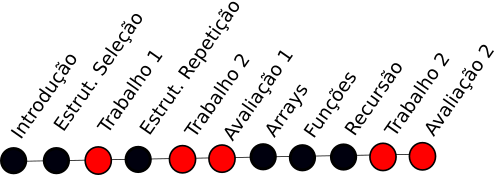 Introdução
Estrut. Seleção
Trabalho 1
Estrut. Repetição
Trabalho 2
Avaliação 1
Arrays
Funções
Recursão
Trabalho 2
Avaliação 2